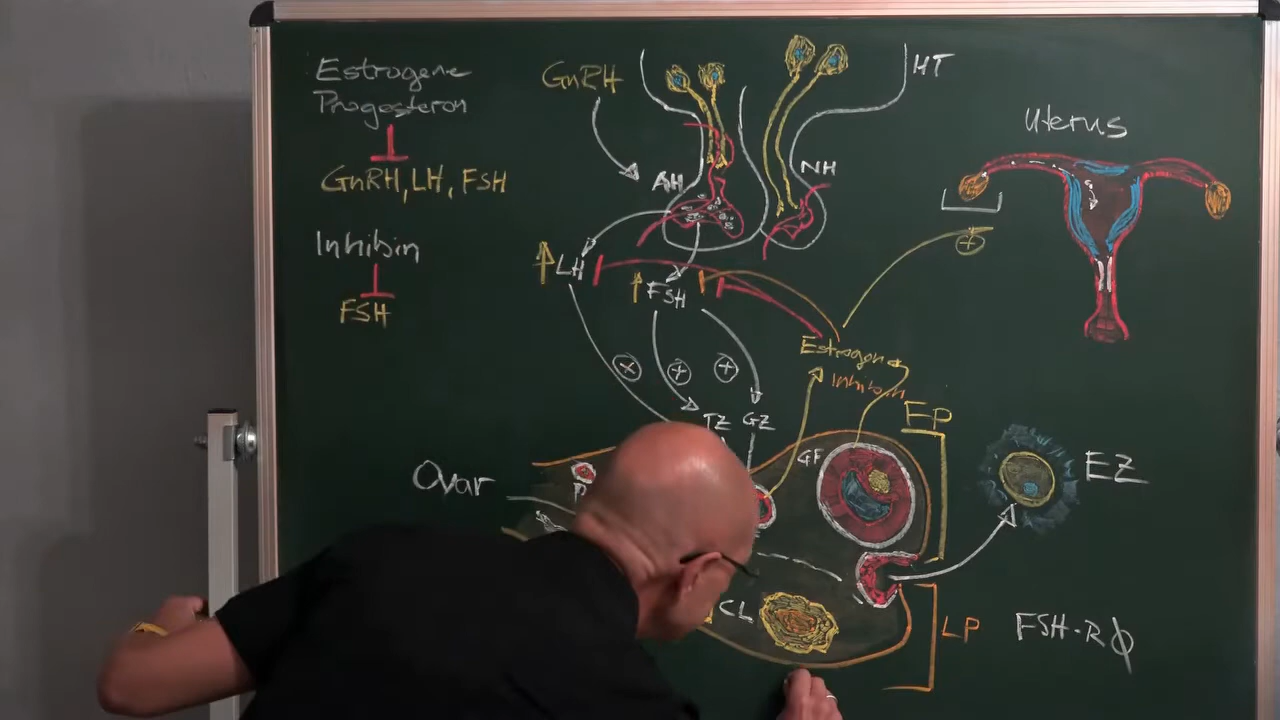 Estrogene
Progesteron
GnRH, LH, FSH
Inhibin
FSH
GnRH
HT
AH
NH
Uterus
LH
FSH
+
+
+
+
Estrogene
Inhibin
TZ
GZ
EP
Ovar
P
GF
EZ
CL
LP
FSH-R